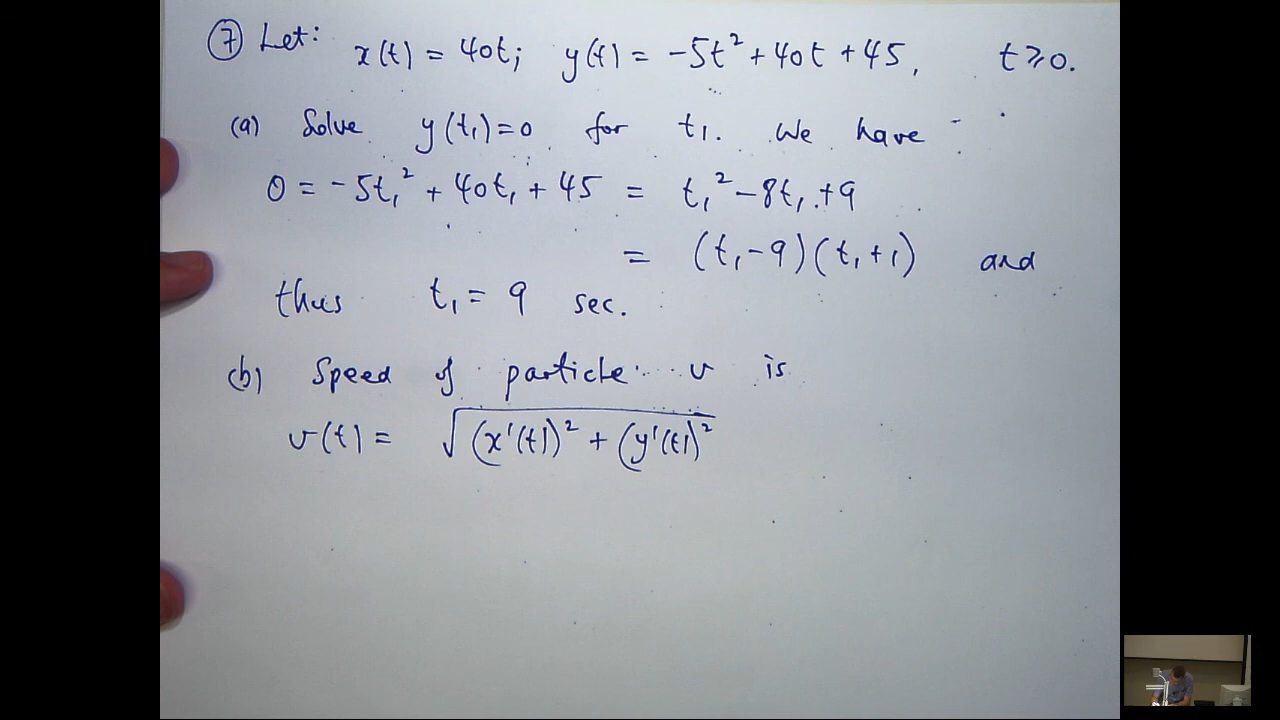 ⑦ Let: x(t) = 40t; y(t) = -5t² + 40t + 45, t ≥ 0.
(a) Solve y(t₁) = 0 for t₁. We have
0 = -5t₁² + 40t₁ + 45 = t₁² - 8t₁ + 9
= (t₁ - 9)(t₁ + 1) and
thus t₁ = 9 sec.
(b) Speed of particle v is
v(t) = √(x'(t))² + (y'(t)²